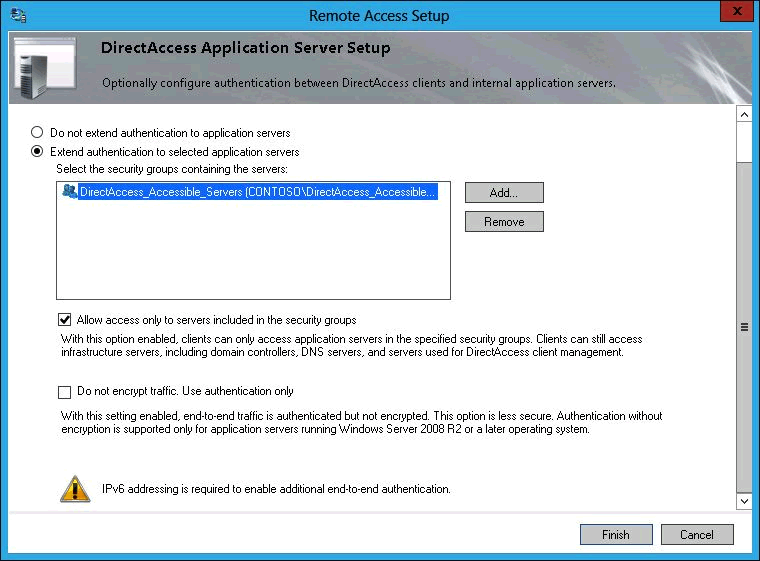 Remote Access Setup
X
DirectAccess Application Server Setup
Optionally configure authentication between DirectAccess clients and internal application servers.
Do not extend authentication to application servers
Extend authentication to selected application servers
Select the security groups containing the servers:
DirectAccess_Accessible_Servers (CONTOSO\DirectAccess_Accessible...
Add...
Remove
Allow access only to servers included in the security groups
With this option enabled, clients can only access application servers in the specified security groups. Clients can still access
infrastructure servers, including domain controllers, DNS servers, and servers used for DirectAccess client management.
Do not encrypt traffic. Use authentication only
With this setting enabled, end-to-end traffic is authenticated but not encrypted. This option is less secure. Authentication without
encryption is supported only for application servers running Windows Server 2008 R2 or a later operating system.
IPv6 addressing is required to enable additional end-to-end authentication.
Finish
Cancel